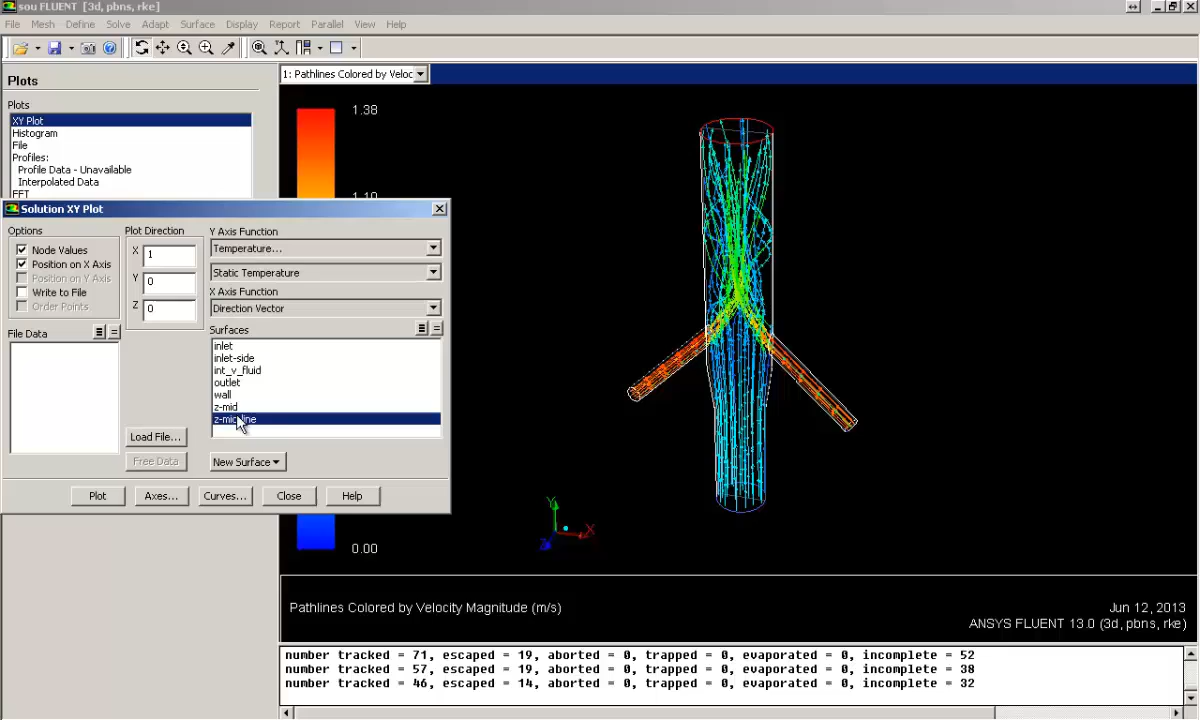 sou FLUENT [3d, pbns, rke]
File Mesh Define Solve Adapt Surface Display Report Parallel View Help
Plots
1: Pathlines Colored by Veloc
Plots
XY Plot
Histogram
File
Profiles:
Profile Data - Unavailable
Interpolated Data
FFT
1.38
1.10
Solution XY Plot
Options
Node Values
Position on X Axis
Position on Y Axis
Write to File
Order Points
File Data
Plot Direction
X 1
Y 0
Z 0
Load File...
Free Data
Y Axis Function
Temperature...
Static Temperature
X Axis Function
Direction Vector
Surfaces
inlet
inlet-side
int_v_fluid
outlet
wall
z-mid
New Surface
Plot Axes... Curves... Close Help
0.00
Y
X
Z
Pathlines Colored by Velocity Magnitude (m/s)
Jun 12, 2013
ANSYS FLUENT 13.0 (3d, pbns, rke)
number tracked = 71, escaped = 19, aborted = 0, trapped = 0, evaporated = 0, incomplete = 52
number tracked = 57, escaped = 19, aborted = 0, trapped = 0, evaporated = 0, incomplete = 38
number tracked = 46, escaped = 14, aborted = 0, trapped = 0, evaporated = 0, incomplete = 32